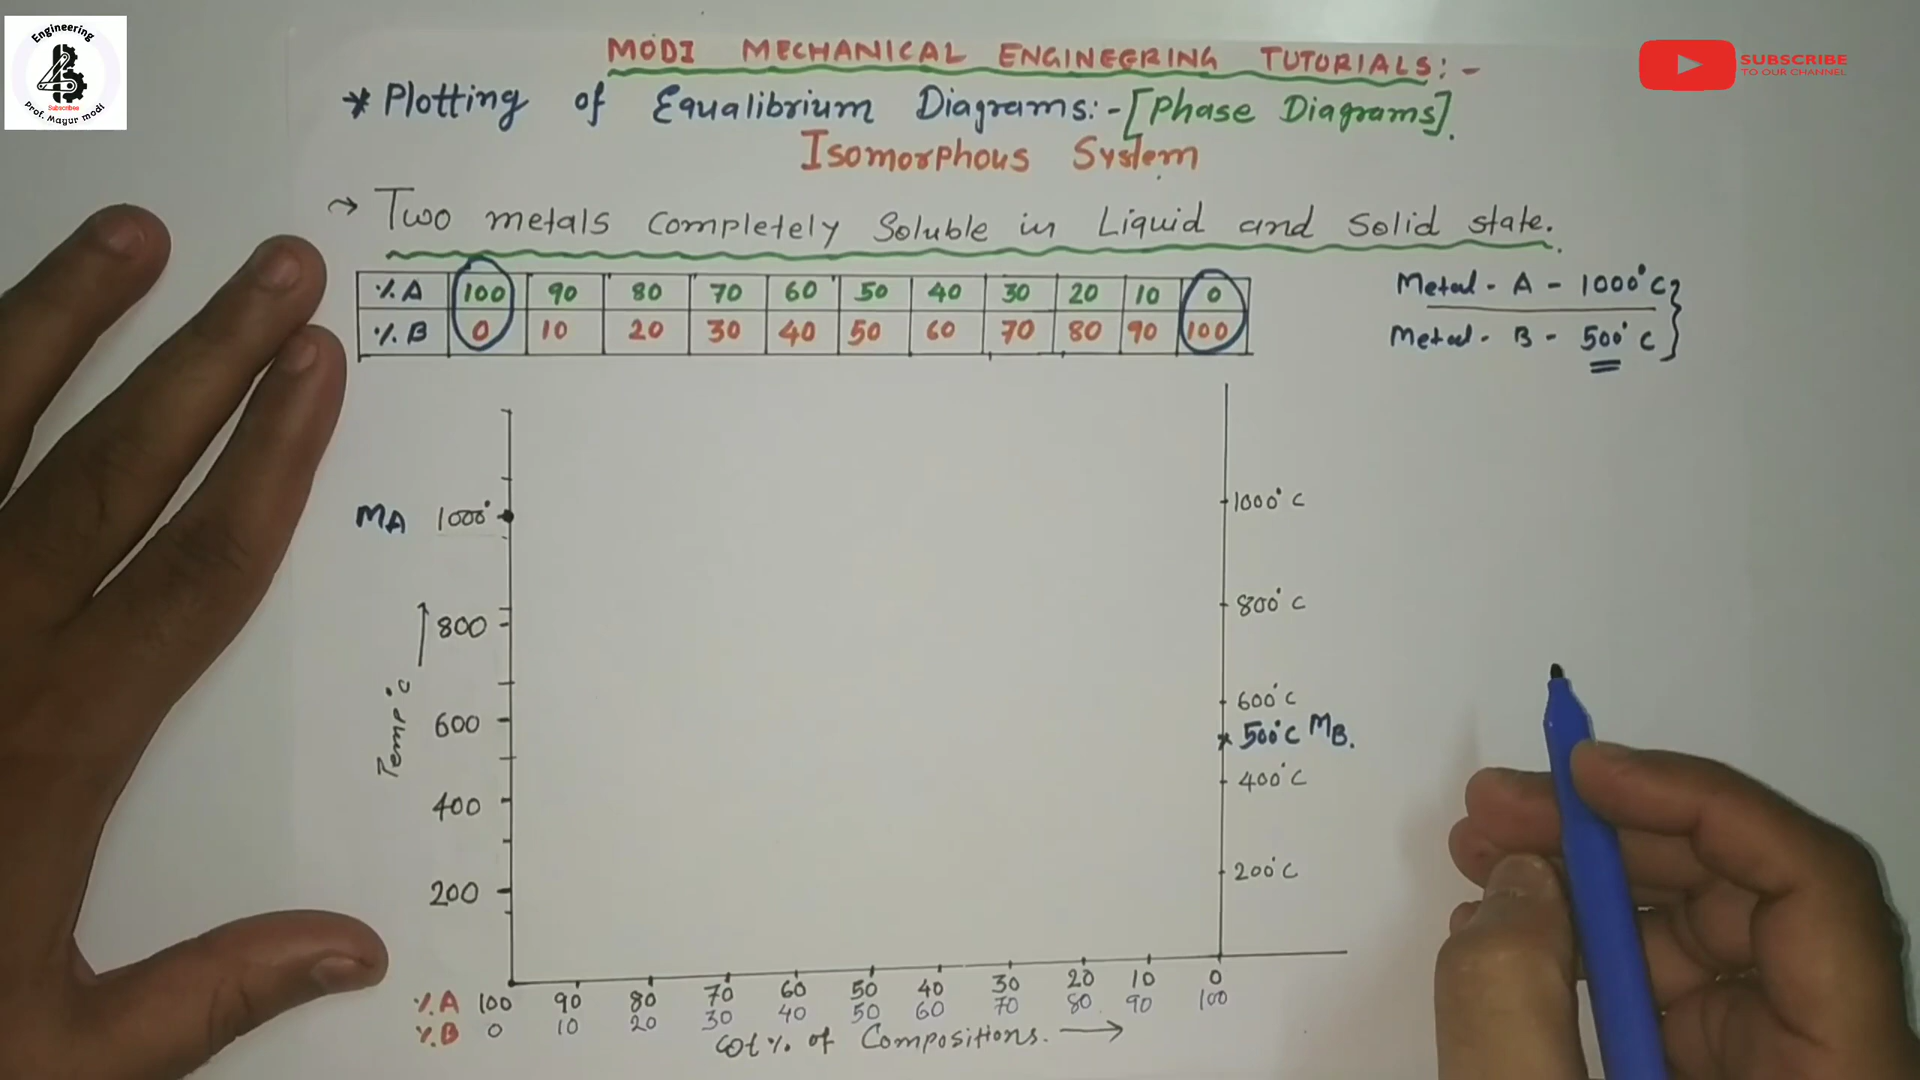 Engineering
Subscribe
Prof. Mayur modi
SUBSCRIBE
TO OUR CHANNEL
MODI MECHANICAL ENGINEERING TUTORIALS:-
* Plotting of Equalibrium Diagrams:- [Phase Diagrams].
Isomorphous System
→ Two metals Completely Soluble in Liquid and Solid state.
%A 100 90 80 70 60 50 40 30 20 10 0
%B 0 10 20 30 40 50 60 70 80 90 100
Metal - A - 1000°C
Metal - B - 500°C
MA 1000°
800
600
400
200
Temp °C
1000°C
800°C
600°C
500°C MB.
400°C
200°C
%A 100 90 80 70 60 50 40 30 20 10 0
%B 0 10 20 30 40 50 60 70 80 90 100
wt% of Compositions. →